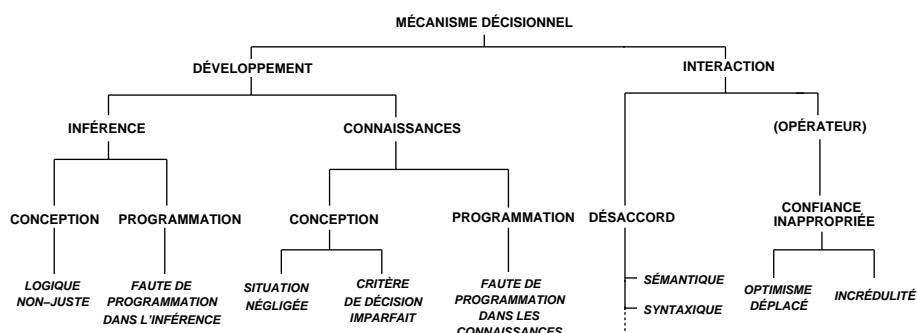 MÉCANISME DÉCISIONNEL
DÉVELOPPEMENT
INTERACTION
INFÉRENCE
CONNAISSANCES
(OPÉRATEUR)
CONCEPTION
PROGRAMMATION
CONCEPTION
PROGRAMMATION
DÉSACCORD
CONFIANCE
INAPPROPRIÉE
LOGIQUE
NON–JUSTE
FAUTE DE
PROGRAMMATION
DANS L'INFÉRENCE
SITUATION
NÉGLIGÉE
CRITÈRE
DE DÉCISION
IMPARFAIT
FAUTE DE
PROGRAMMATION
DANS LES
CONNAISSANCES
SÉMANTIQUE
SYNTAXIQUE
OPTIMISME
DÉPLACÉ
INCRÉDULITÉ